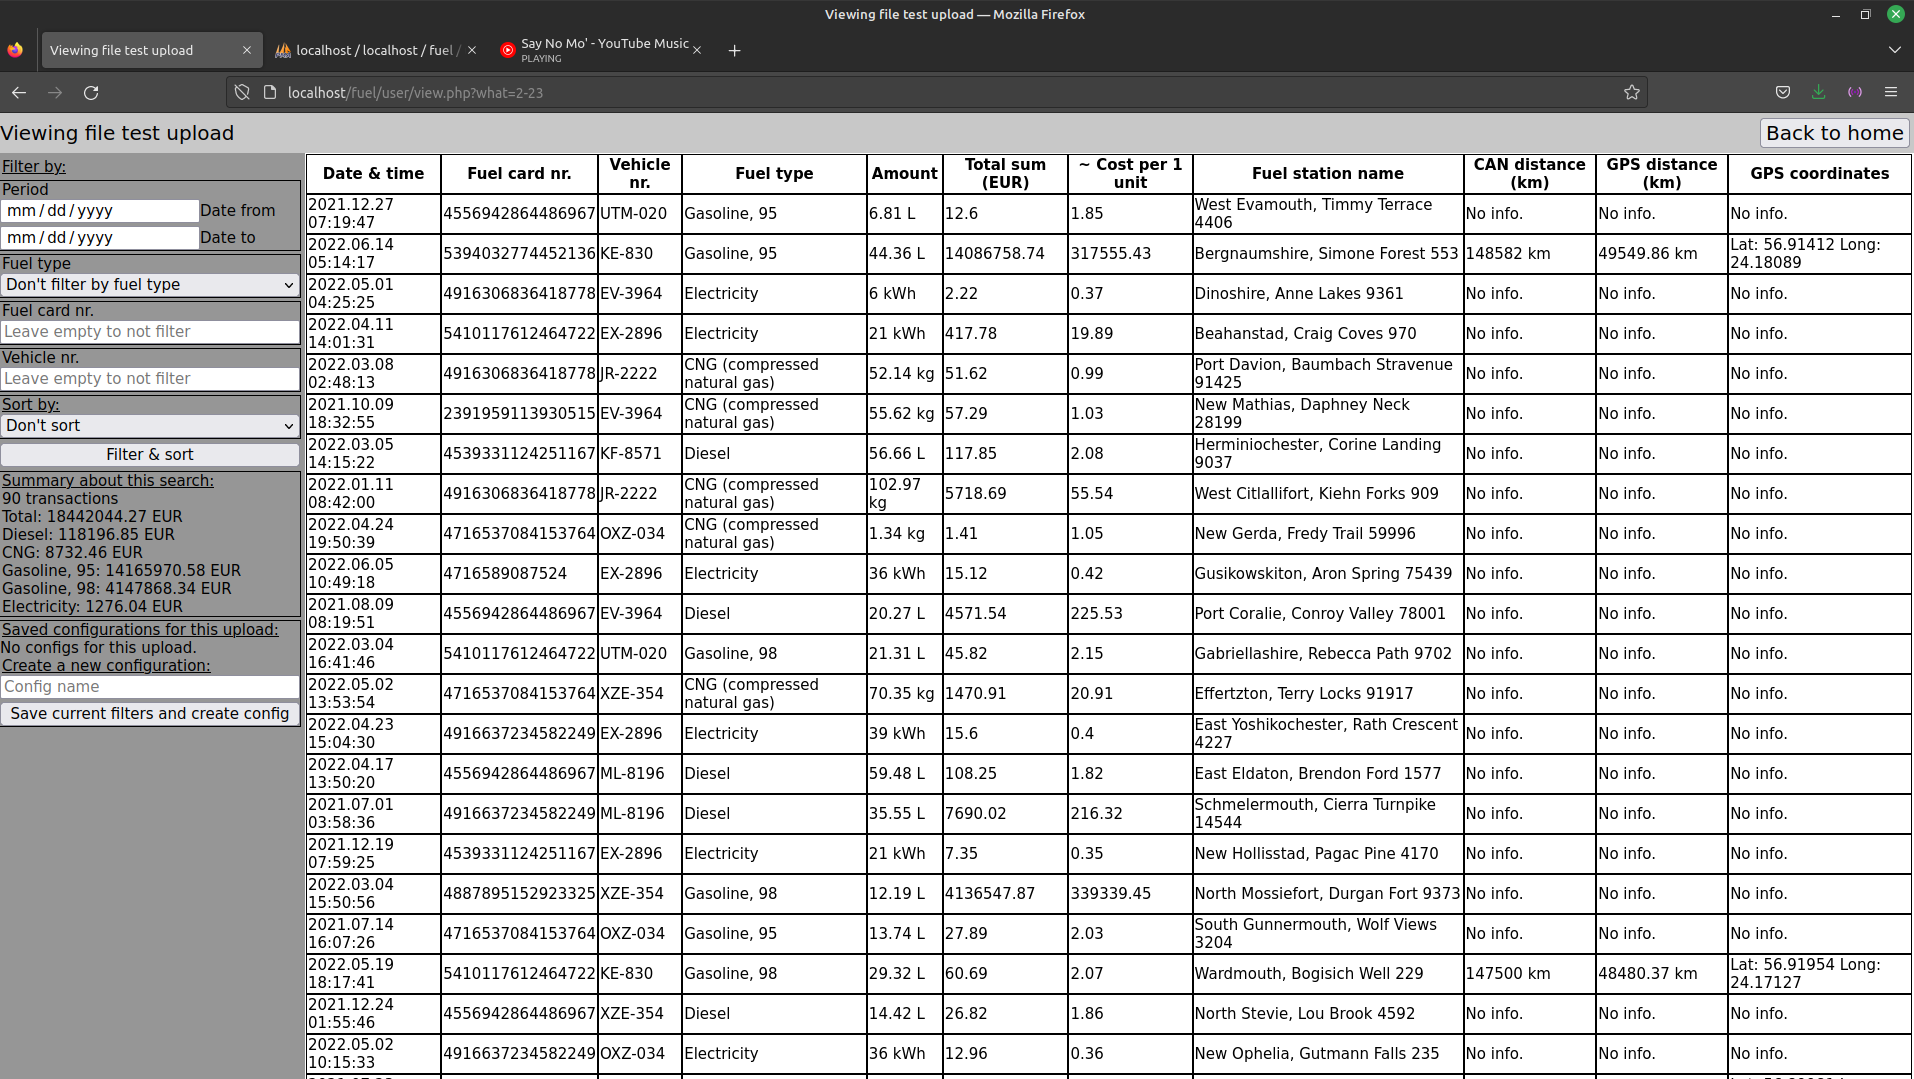 Viewing file test upload — Mozilla Firefox
Viewing file test upload
localhost / localhost / fuel /
Say No Mo' - YouTube Music
PLAYING
localhost/fuel/user/view.php?what=2-23
Viewing file test upload
Back to home
Filter by:
Period
mm / dd / yyyy Date from
mm / dd / yyyy Date to
Fuel type
Don't filter by fuel type
Fuel card nr.
Leave empty to not filter
Vehicle nr.
Leave empty to not filter
Sort by:
Don't sort
Filter & sort
Summary about this search:
90 transactions
Total: 18442044.27 EUR
Diesel: 118196.85 EUR
CNG: 8732.46 EUR
Gasoline, 95: 14165970.58 EUR
Gasoline, 98: 4147868.34 EUR
Electricity: 1276.04 EUR
Saved configurations for this upload:
No configs for this upload.
Create a new configuration:
Config name
Save current filters and create config
Date & time Fuel card nr. Vehicle nr. Fuel type Amount Total sum (EUR) ~ Cost per 1 unit Fuel station name CAN distance (km) GPS distance (km) GPS coordinates
2021.12.27 07:19:47 4556942864486967 UTM-020 Gasoline, 95 6.81 L 12.6 1.85 West Evamouth, Timmy Terrace 4406 No info. No info. No info.
2022.06.14 05:14:17 5394032774452136 KE-830 Gasoline, 95 44.36 L 14086758.74 317555.43 Bergnaumshire, Simone Forest 553 148582 km 49549.86 km Lat: 56.91412 Long: 24.18089
2022.05.01 04:25:25 4916306836418778 EV-3964 Electricity 6 kWh 2.22 0.37 Dinoshire, Anne Lakes 9361 No info. No info. No info.
2022.04.11 14:01:31 5410117612464722 EX-2896 Electricity 21 kWh 417.78 19.89 Beahanstad, Craig Coves 970 No info. No info. No info.
2022.03.08 02:48:13 4916306836418778 JR-2222 CNG (compressed natural gas) 52.14 kg 51.62 0.99 Port Davion, Baumbach Stravenue 91425 No info. No info. No info.
2021.10.09 18:32:55 2391959113930515 EV-3964 CNG (compressed natural gas) 55.62 kg 57.29 1.03 New Mathias, Daphney Neck 28199 No info. No info. No info.
2022.03.05 14:15:22 4539331124251167 KF-8571 Diesel 56.66 L 117.85 2.08 Herminiochester, Corine Landing 9037 No info. No info. No info.
2022.01.11 08:42:00 4916306836418778 JR-2222 CNG (compressed natural gas) 102.97 kg 5718.69 55.54 West Citlallifort, Kiehn Forks 909 No info. No info. No info.
2022.04.24 19:50:39 4716537084153764 OXZ-034 CNG (compressed natural gas) 1.34 kg 1.41 1.05 New Gerda, Fredy Trail 59996 No info. No info. No info.
2022.06.05 10:49:18 4716589087524 EX-2896 Electricity 36 kWh 15.12 0.42 Gusikowskiton, Aron Spring 75439 No info. No info. No info.
2021.08.09 08:19:51 4556942864486967 EV-3964 Diesel 20.27 L 4571.54 225.53 Port Coralie, Conroy Valley 78001 No info. No info. No info.
2022.03.04 16:41:46 5410117612464722 UTM-020 Gasoline, 98 21.31 L 45.82 2.15 Gabriellashire, Rebecca Path 9702 No info. No info. No info.
2022.05.02 13:53:54 4716537084153764 XZE-354 CNG (compressed natural gas) 70.35 kg 1470.91 20.91 Effertzton, Terry Locks 91917 No info. No info. No info.
2022.04.23 15:04:30 4916637234582249 EX-2896 Electricity 39 kWh 15.6 0.4 East Yoshikochester, Rath Crescent 4227 No info. No info. No info.
2022.04.17 13:50:20 4556942864486967 ML-8196 Diesel 59.48 L 108.25 1.82 East Eldaton, Brendon Ford 1577 No info. No info. No info.
2021.07.01 03:58:36 4916637234582249 ML-8196 Diesel 35.55 L 7690.02 216.32 Schmelermouth, Cierra Turnpike 14544 No info. No info. No info.
2021.12.19 07:59:25 4539331124251167 EX-2896 Electricity 21 kWh 7.35 0.35 New Hollisstad, Pagac Pine 4170 No info. No info. No info.
2022.03.04 15:50:56 4887895152923325 XZE-354 Gasoline, 98 12.19 L 4136547.87 339339.45 North Mossiefort, Durgan Fort 9373 No info. No info. No info.
2021.07.14 16:07:26 4716537084153764 OXZ-034 Gasoline, 95 13.74 L 27.89 2.03 South Gunnermouth, Wolf Views 3204 No info. No info. No info.
2022.05.19 18:17:41 5410117612464722 KE-830 Gasoline, 98 29.32 L 60.69 2.07 Wardmouth, Bogisich Well 229 147500 km 48480.37 km Lat: 56.91954 Long: 24.17127
2021.12.24 01:55:46 4556942864486967 XZE-354 Diesel 14.42 L 26.82 1.86 North Stevie, Lou Brook 4592 No info. No info. No info.
2022.05.02 10:15:33 4916637234582249 OXZ-034 Electricity 36 kWh 12.96 0.36 New Ophelia, Gutmann Falls 235 No info. No info. No info.